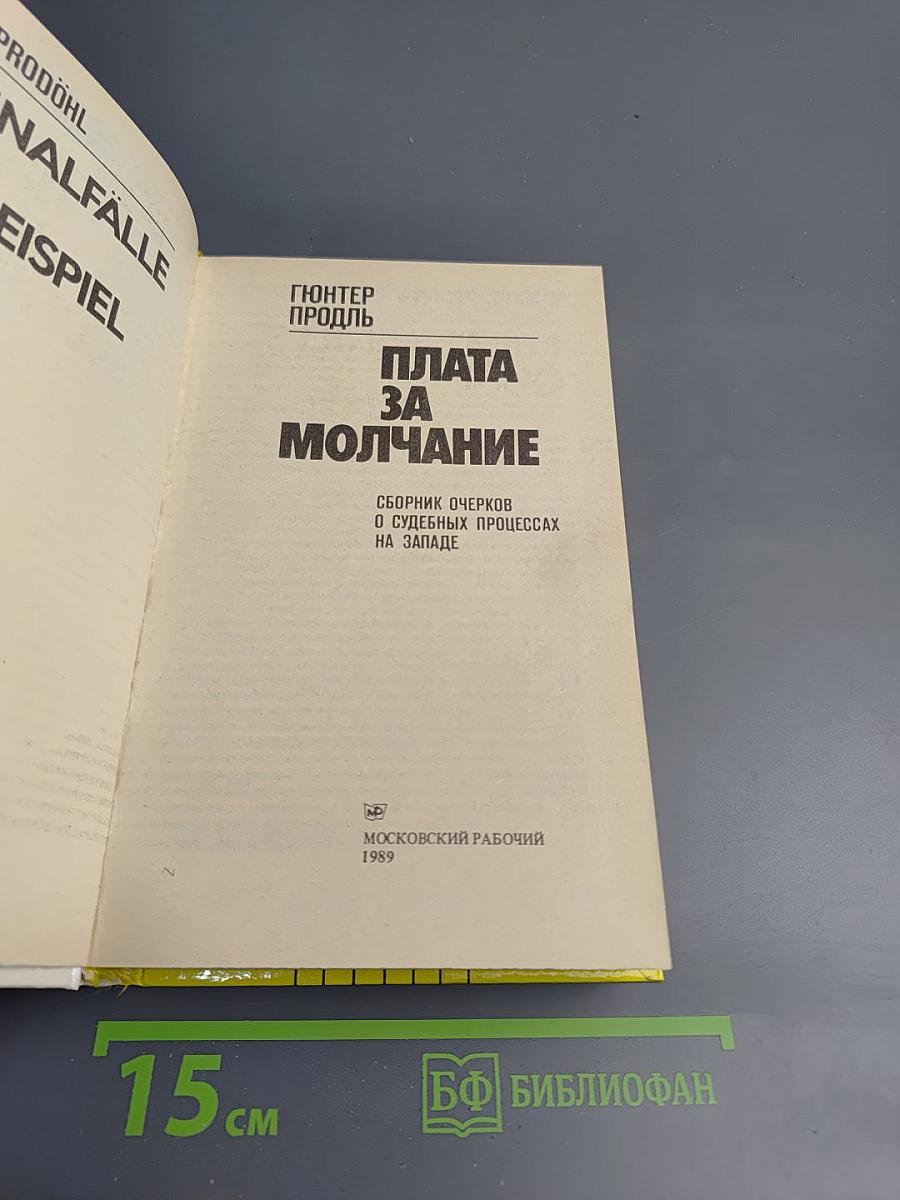 PRODÖHL
NALFÄLLE
EISPIEL
ГЮНТЕР
ПРОДЛЬ
ПЛАТА
ЗА
МОЛЧАНИЕ
СБОРНИК ОЧЕРКОВ
О СУДЕБНЫХ ПРОЦЕССАХ
НА ЗАПАДЕ
МР
МОСКОВСКИЙ РАБОЧИЙ
1989
15 СМ
БФ БИБЛИОФАН